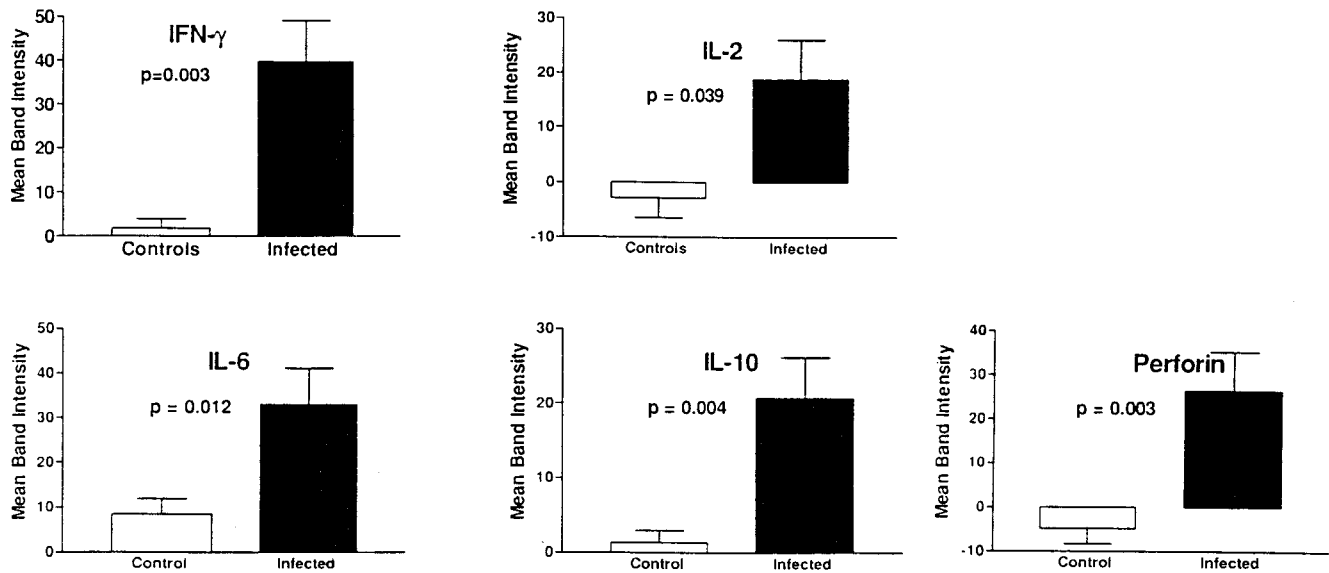 Mean Band Intensity
50
40
30
20
10
0
IFN-γ
p=0.003
Controls Infected
Mean Band Intensity
30
20
10
0
-10
IL-2
p = 0.039
Controls Infected
Mean Band Intensity
50
40
30
20
10
0
IL-6
p = 0.012
Control Infected
Mean Band Intensity
30
20
10
0
IL-10
p = 0.004
Control Infected
Mean Band Intensity
40
30
20
10
0
-10
Perforin
p = 0.003
Control Infected